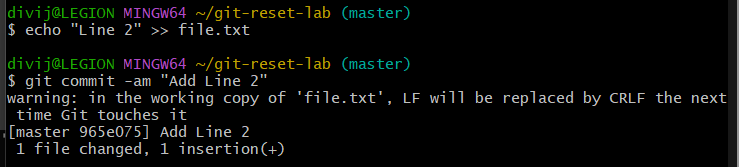 divij@LEGION MINGW64 ~/git-reset-lab (master)
$ echo "Line 2" >> file.txt
divij@LEGION MINGW64 ~/git-reset-lab (master)
$ git commit -am "Add Line 2"
warning: in the working copy of 'file.txt', LF will be replaced by CRLF the next
 time Git touches it
[master 965e075] Add Line 2
 1 file changed, 1 insertion(+)